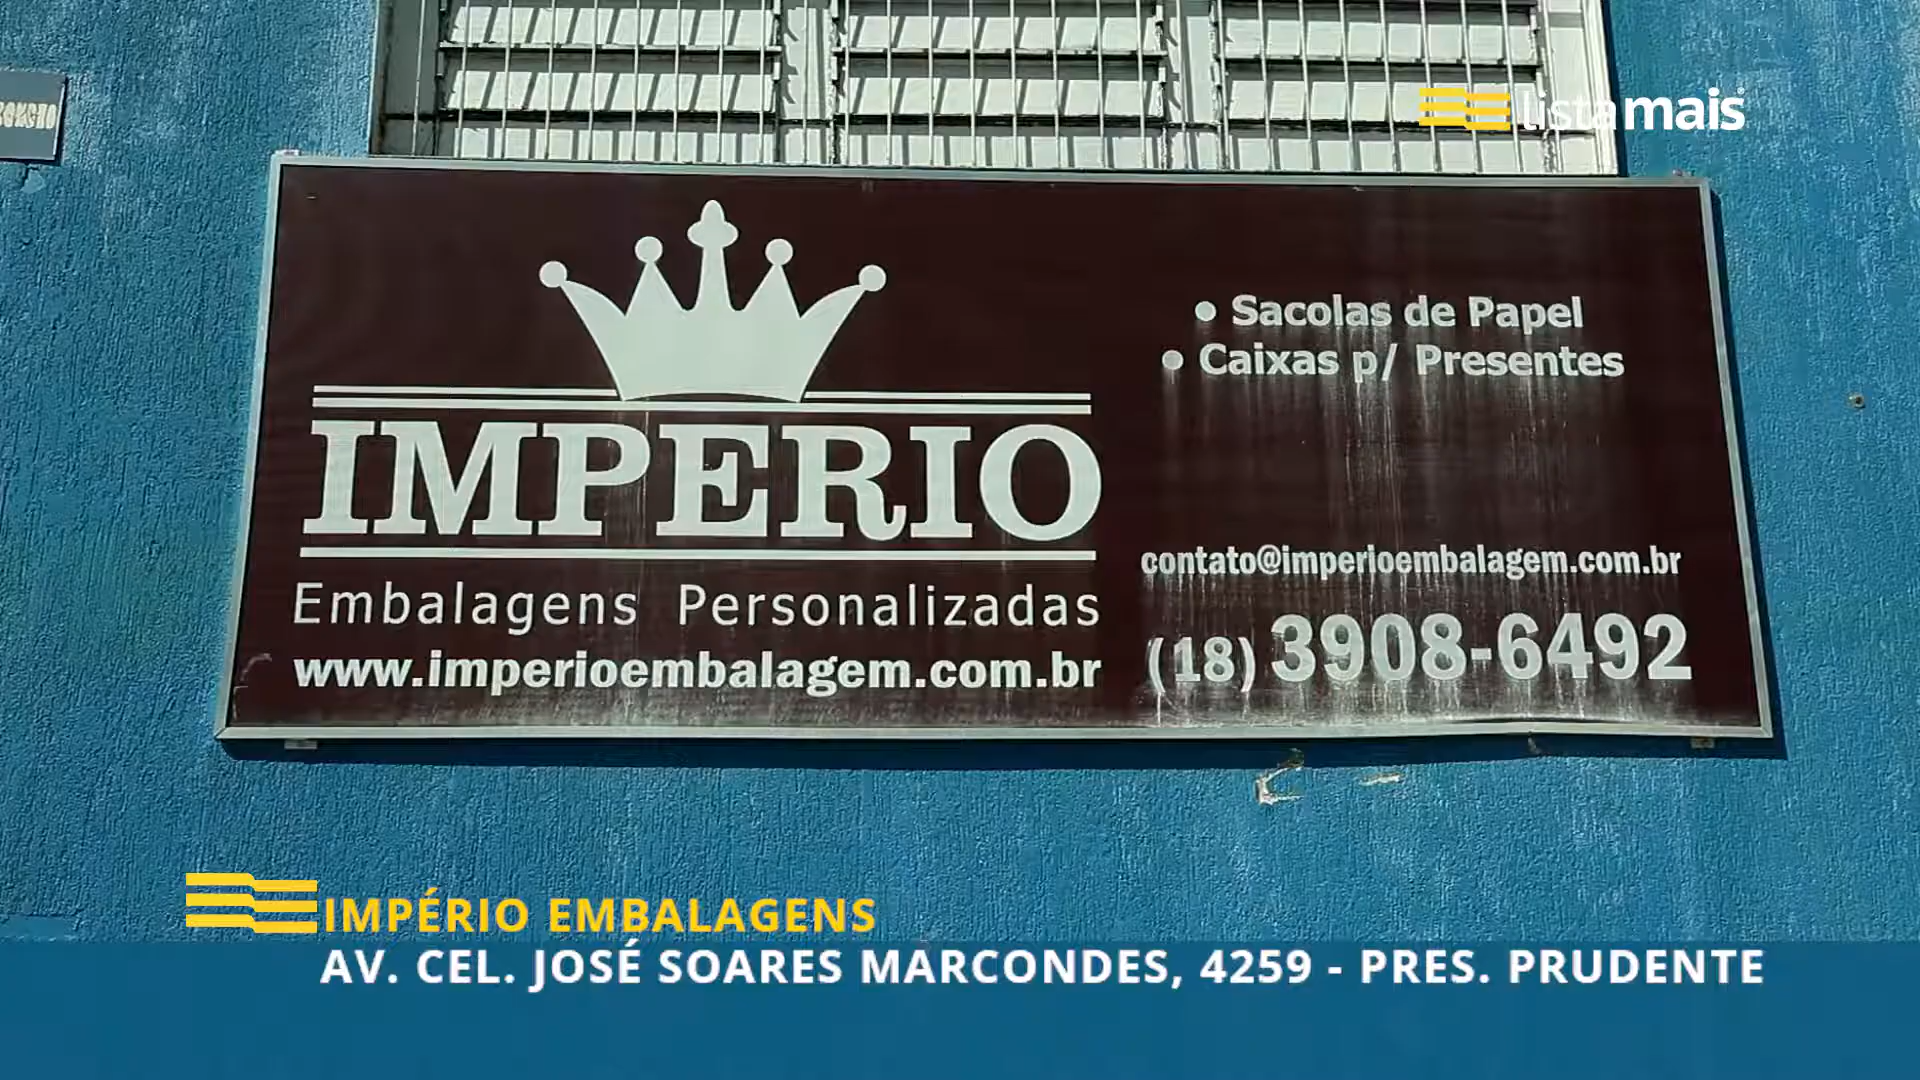 listamais
• Sacolas de Papel
• Caixas p/ Presentes
IMPERIO
Embalagens Personalizadas
www.imperioembalagem.com.br
contato@imperioembalagem.com.br
(18) 3908-6492
IMPÉRIO EMBALAGENS
AV. CEL. JOSÉ SOARES MARCONDES, 4259 - PRES. PRUDENTE